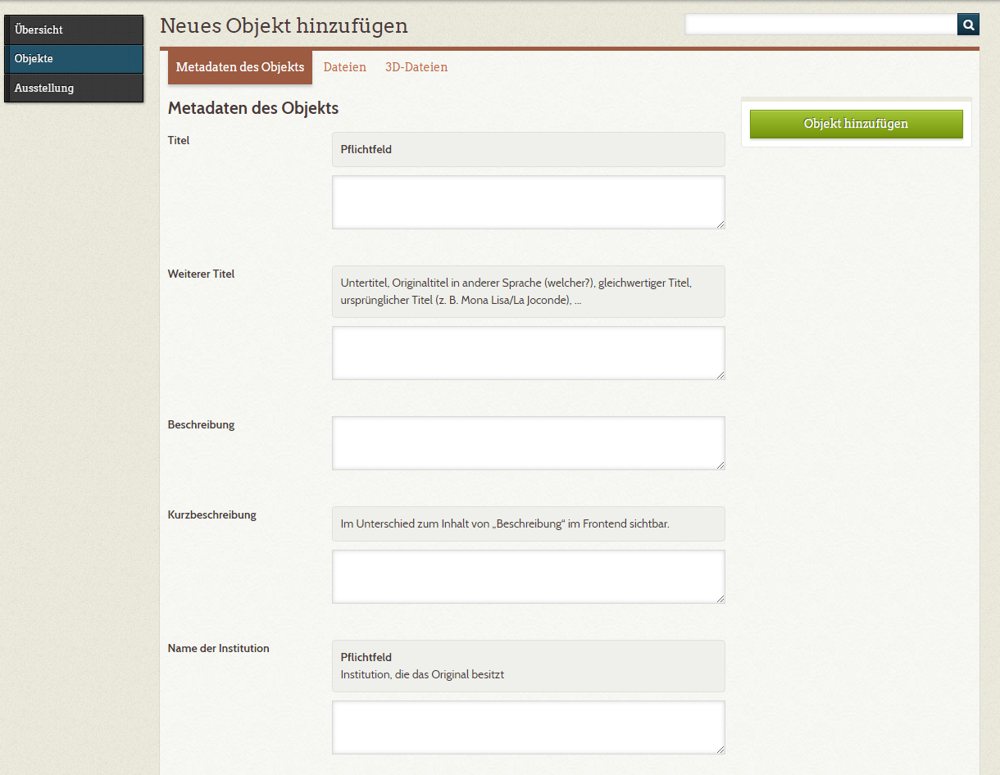 Übersicht
Objekte
Ausstellung
Neues Objekt hinzufügen
Metadaten des Objekts
Dateien
3D-Dateien
Metadaten des Objekts
Objekt hinzufügen
Titel
Pflichtfeld
Weiterer Titel
Untertitel, Originaltitel in anderer Sprache (welcher?), gleichwertiger Titel,
ursprünglicher Titel (z. B. Mona Lisa/La Joconde), ...
Beschreibung
Kurzbeschreibung
Im Unterschied zum Inhalt von „Beschreibung“ im Frontend sichtbar.
Name der Institution
Pflichtfeld
Institution, die das Original besitzt